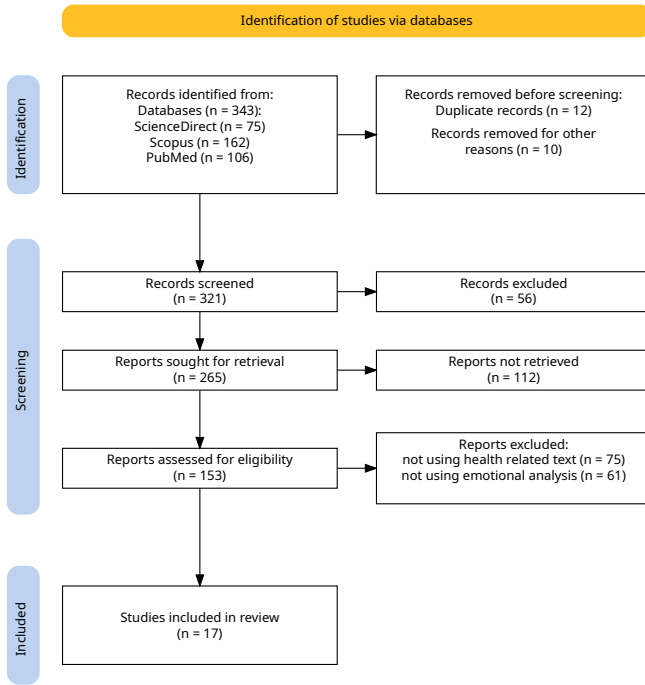 Identification of studies via databases
Identification
Records identified from:
Databases (n = 343):
ScienceDirect (n = 75)
Scopus (n = 162)
PubMed (n = 106)
Records removed before screening:
Duplicate records (n = 12)
Records removed for other
reasons (n = 10)
Screening
Records screened
(n = 321)
Records excluded
(n = 56)
Reports sought for retrieval
(n = 265)
Reports not retrieved
(n = 112)
Reports assessed for eligibility
(n = 153)
Reports excluded:
not using health related text (n = 75)
not using emotional analysis (n = 61)
Included
Studies included in review
(n = 17)